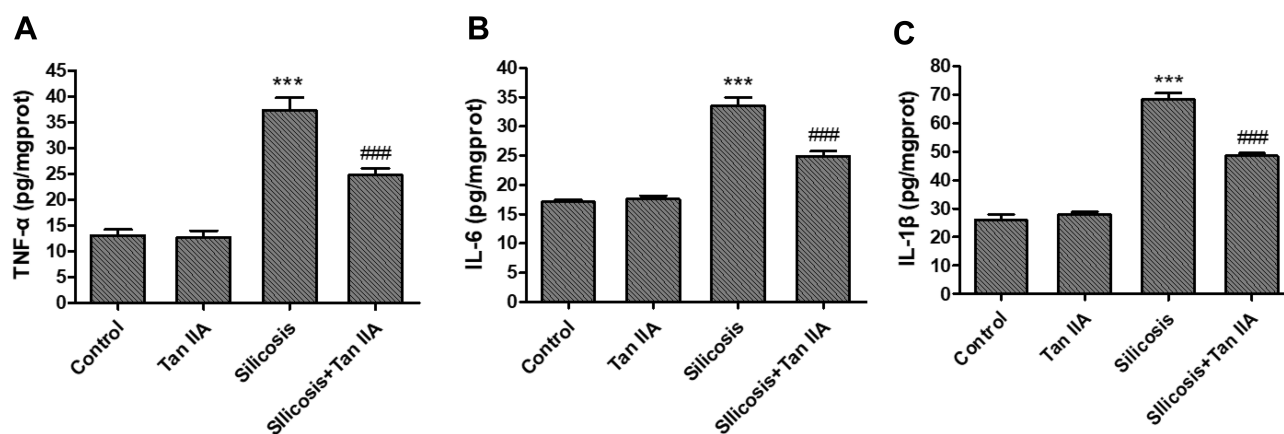 A
TNF-α (pg/mgprot)
45
40
35
30
25
20
15
10
5
0
***
###
Control
Tan IIA
Silicosis
SIlicosis+Tan IIA
B
IL-6 (pg/mgprot)
40
35
30
25
20
15
10
5
0
***
###
Control
Tan IIA
Silicosis
SIlicosis+Tan IIA
C
IL-1β (pg/mgprot)
80
70
60
50
40
30
20
10
0
***
###
Control
Tan IIA
Silicosis
SIlicosis+Tan IIA